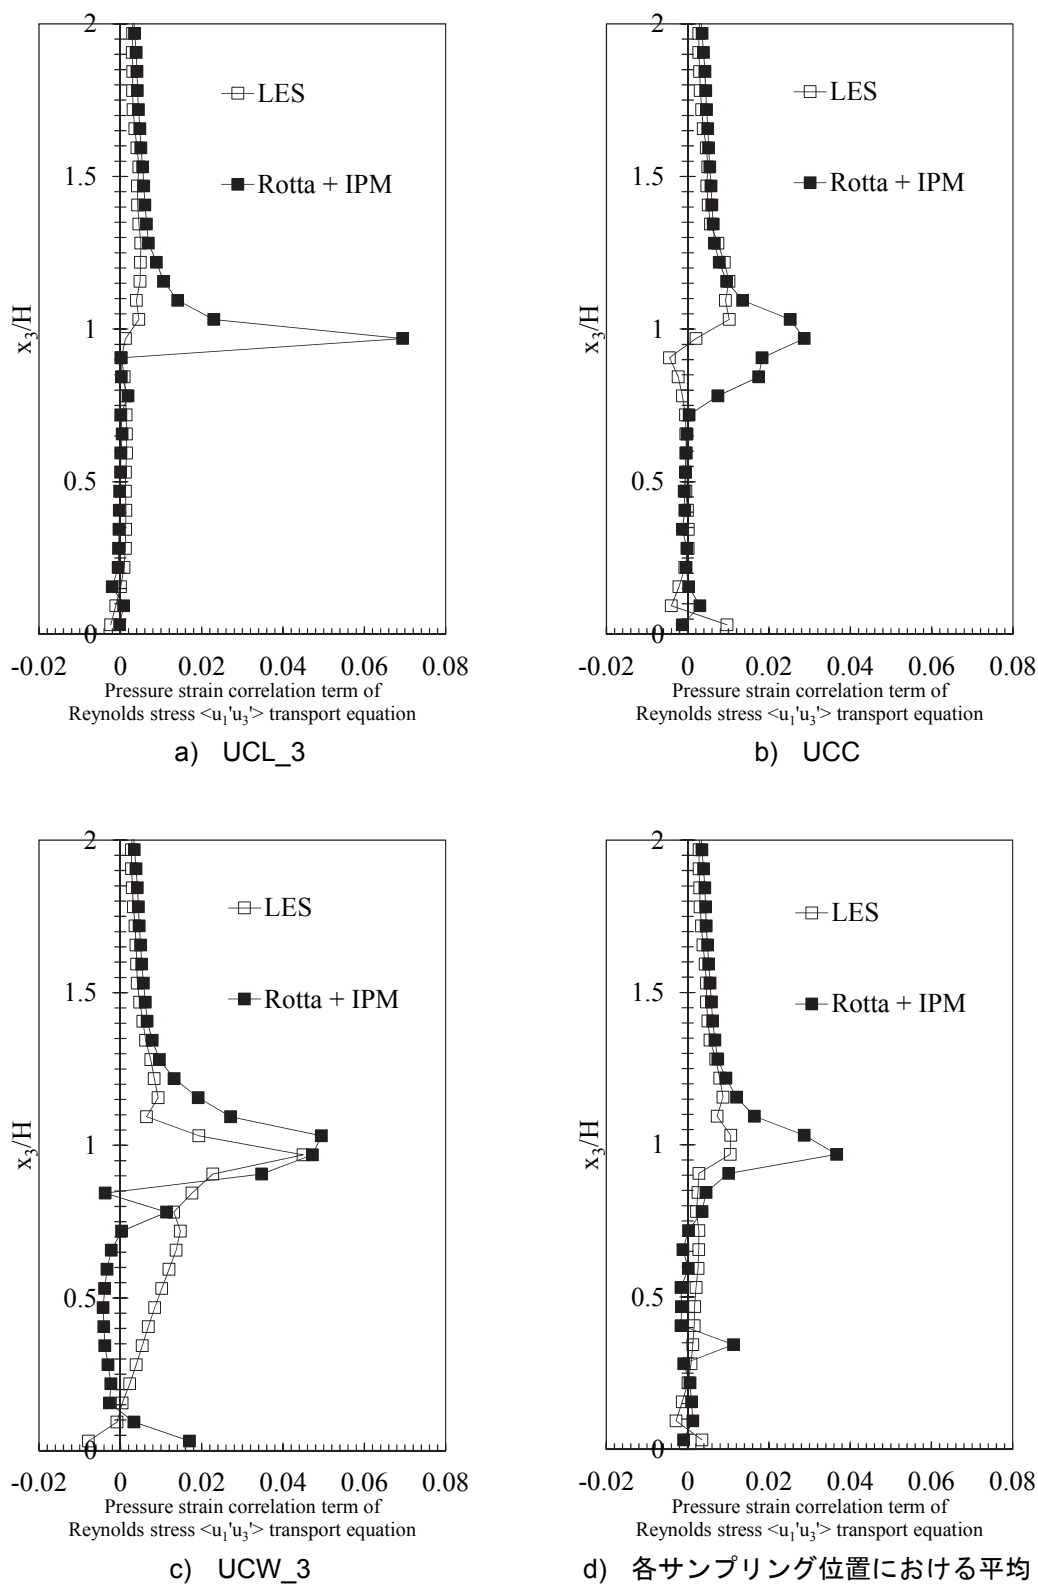 2
1.5
1
0.5
0
x3/H
LES
Rotta + IPM
-0.02 0 0.02 0.04 0.06 0.08
Pressure strain correlation term of
Reynolds stress <u1'u3'> transport equation
a) UCL_3
2
1.5
1
0.5
0
x3/H
LES
Rotta + IPM
-0.02 0 0.02 0.04 0.06 0.08
Pressure strain correlation term of
Reynolds stress <u1'u3'> transport equation
b) UCC
2
1.5
1
0.5
0
x3/H
LES
Rotta + IPM
-0.02 0 0.02 0.04 0.06 0.08
Pressure strain correlation term of
Reynolds stress <u1'u3'> transport equation
c) UCW_3
2
1.5
1
0.5
0
x3/H
LES
Rotta + IPM
-0.02 0 0.02 0.04 0.06 0.08
Pressure strain correlation term of
Reynolds stress <u1'u3'> transport equation
d) 各サンプリング位置における平均